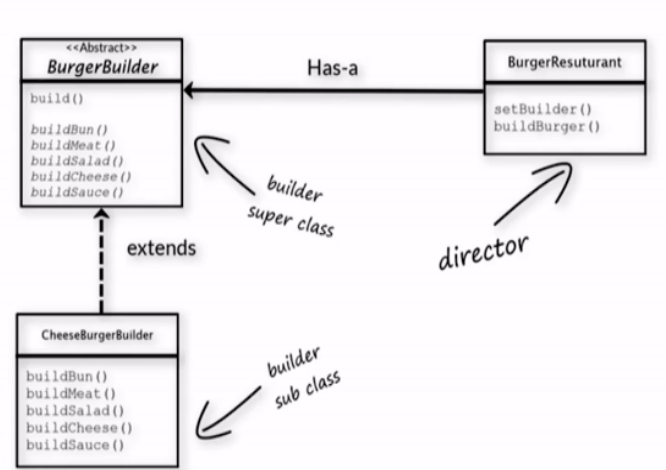 <<Abstract>>
BurgerBuilder
build()
buildBun()
buildMeat()
buildSalad()
buildCheese()
buildSauce()
Has-a
BurgerResuturant
setBuilder()
buildBurger()
builder
super class
director
extends
CheeseBurgerBuilder
buildBun()
buildMeat()
buildSalad()
buildCheese()
buildSauce()
builder
sub class